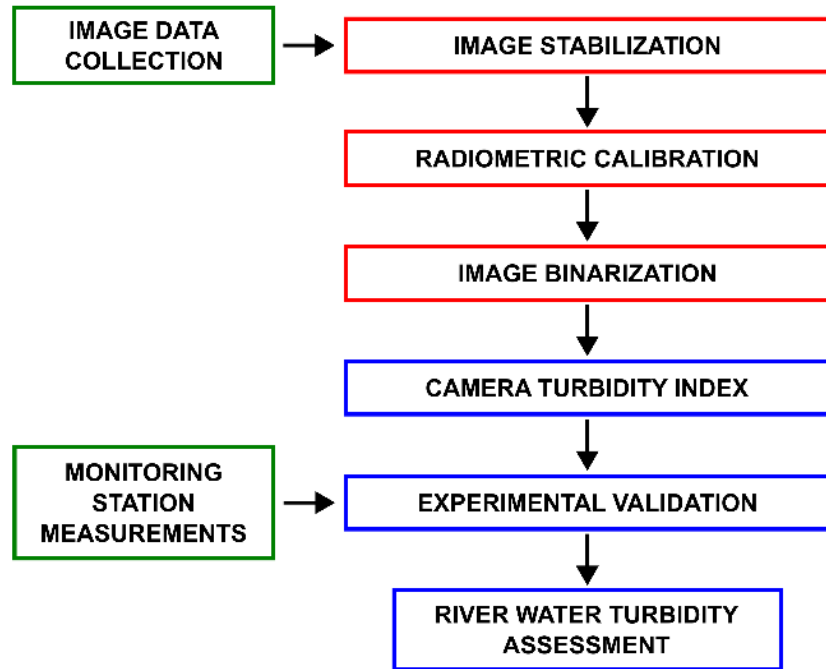 IMAGE DATA
COLLECTION
IMAGE STABILIZATION
RADIOMETRIC CALIBRATION
IMAGE BINARIZATION
CAMERA TURBIDITY INDEX
MONITORING
STATION
MEASUREMENTS
EXPERIMENTAL VALIDATION
RIVER WATER TURBIDITY
ASSESSMENT